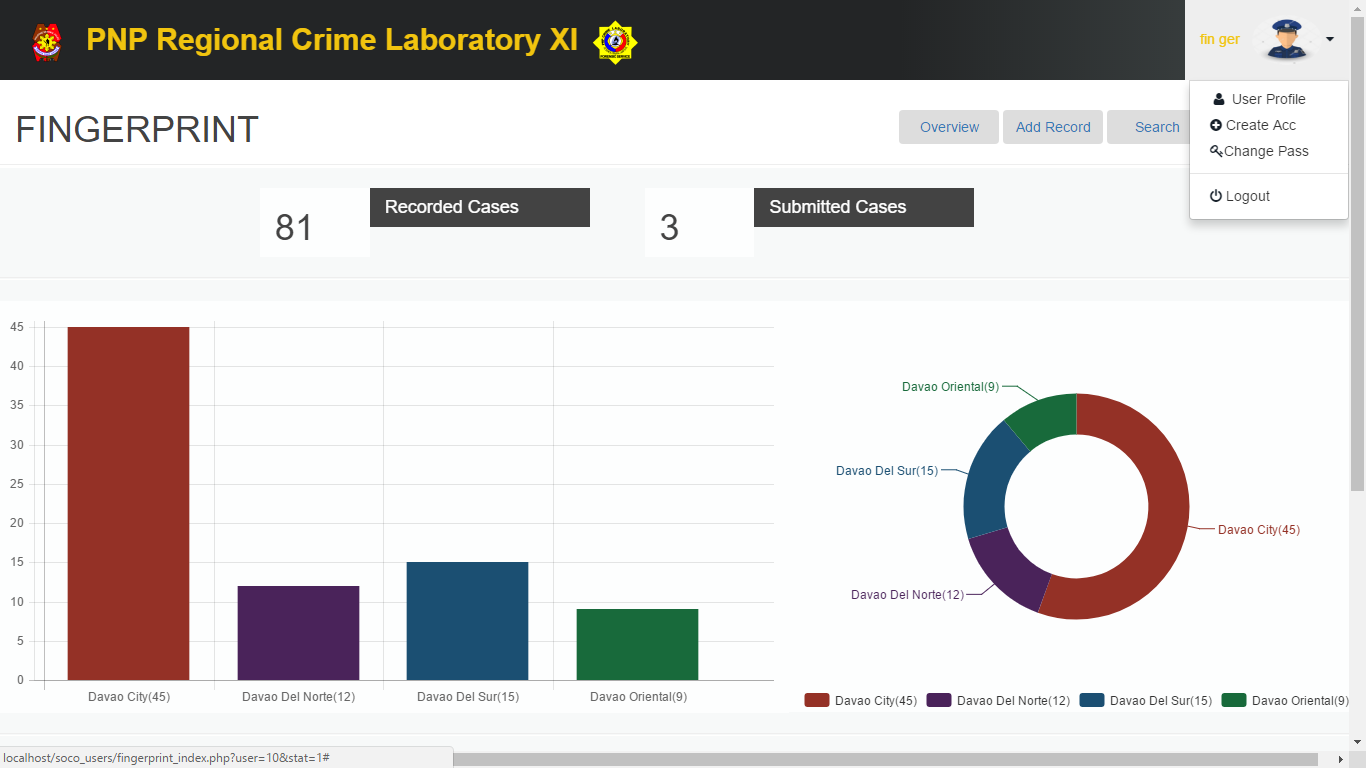 PNP Regional Crime Laboratory XI
fin ger
User Profile
Create Acc
Change Pass
Logout
FINGERPRINT
Overview
Add Record
Search
81
Recorded Cases
3
Submitted Cases
45
40
35
30
25
20
15
10
5
0
Davao City(45)
Davao Del Norte(12)
Davao Del Sur(15)
Davao Oriental(9)
Davao Oriental(9)
Davao Del Sur(15)
Davao City(45)
Davao Del Norte(12)
Davao City(45)
Davao Del Norte(12)
Davao Del Sur(15)
Davao Oriental(9)
localhost/soco_users/fingerprint_index.php?user=10&stat=1#